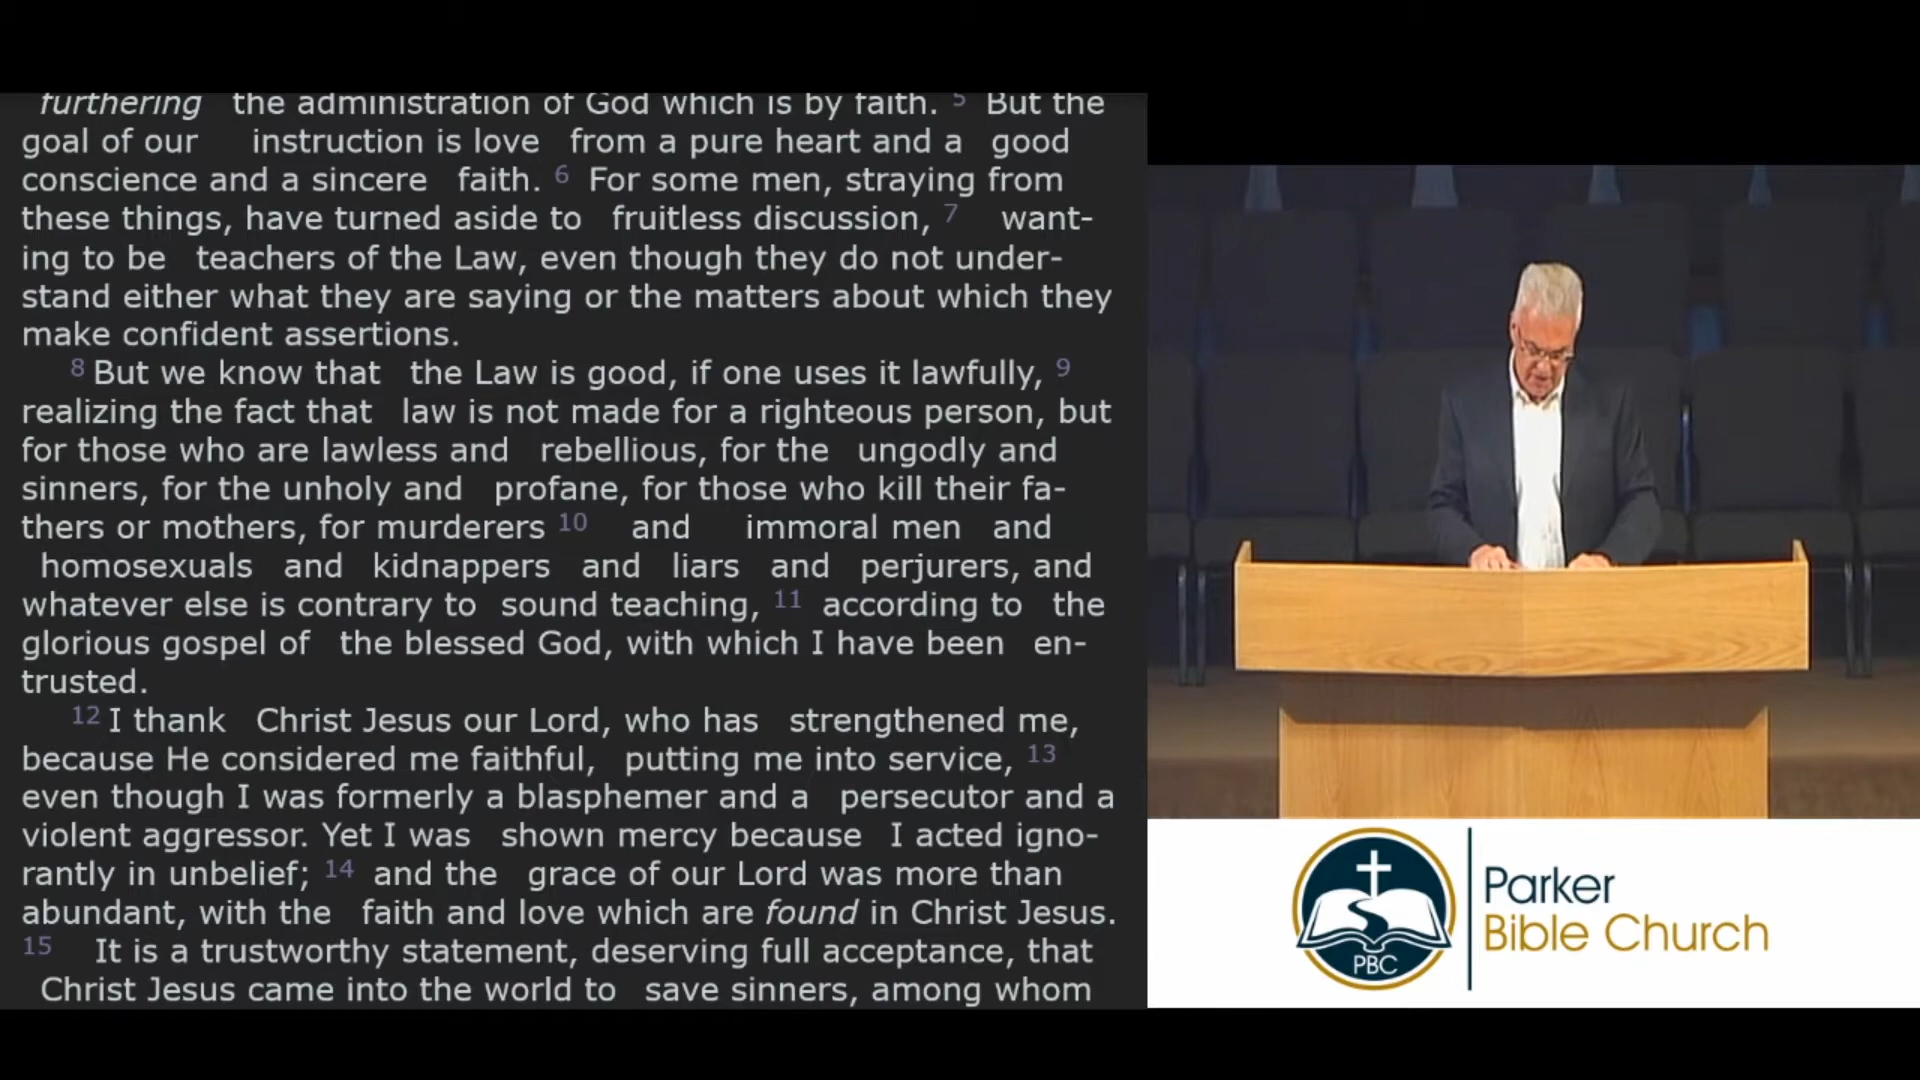 furthering the administration of God which is by faith. 5 But the
goal of our instruction is love from a pure heart and a good
conscience and a sincere faith. 6 For some men, straying from
these things, have turned aside to fruitless discussion, 7 want-
ing to be teachers of the Law, even though they do not under-
stand either what they are saying or the matters about which they
make confident assertions.
8 But we know that the Law is good, if one uses it lawfully, 9
realizing the fact that law is not made for a righteous person, but
for those who are lawless and rebellious, for the ungodly and
sinners, for the unholy and profane, for those who kill their fa-
thers or mothers, for murderers 10 and immoral men and
homosexuals and kidnappers and liars and perjurers, and
whatever else is contrary to sound teaching, 11 according to the
glorious gospel of the blessed God, with which I have been en-
trusted.
12 I thank Christ Jesus our Lord, who has strengthened me,
because He considered me faithful, putting me into service, 13
even though I was formerly a blasphemer and a persecutor and a
violent aggressor. Yet I was shown mercy because I acted igno-
rantly in unbelief; 14 and the grace of our Lord was more than
abundant, with the faith and love which are found in Christ Jesus.
15 It is a trustworthy statement, deserving full acceptance, that
Christ Jesus came into the world to save sinners, among whom
PBC
Parker
Bible Church